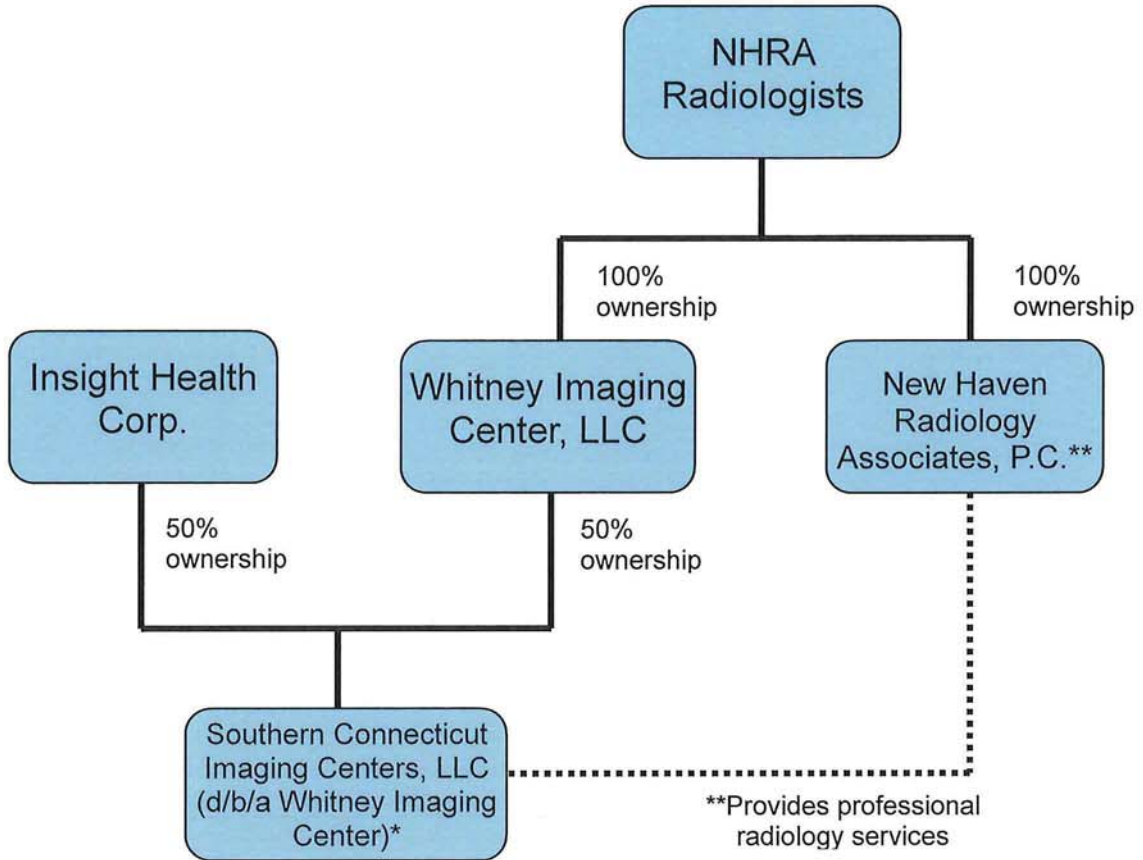 NHRA
Radiologists
100%
ownership
100%
ownership
Insight Health
Corp.
Whitney Imaging
Center, LLC
New Haven
Radiology
Associates, P.C.**
50%
ownership
50%
ownership
Southern Connecticut
Imaging Centers, LLC
(d/b/a Whitney Imaging
Center)*
**Provides professional
radiology services